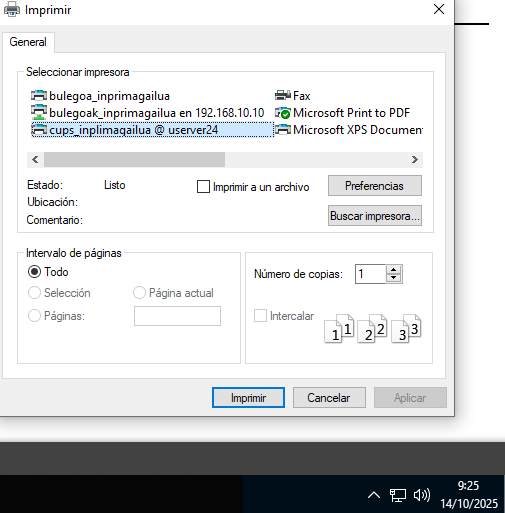 Imprimir
General
Seleccionar impresora
bulegoa_inprimagailua
Fax
bulegoak_inprimagailua en 192.168.10.10
Microsoft Print to PDF
cups_inplimagailua @ userver24
Microsoft XPS Documen
Estado: Listo
Imprimir a un archivo
Preferencias
Ubicación:
Comentario:
Buscar impresora...
Intervalo de páginas
Todo
Selección
Página actual
Páginas:
Número de copias: 1
Intercalar
1 1 2 2 3 3
Imprimir
Cancelar
Aplicar
9:25
14/10/2025